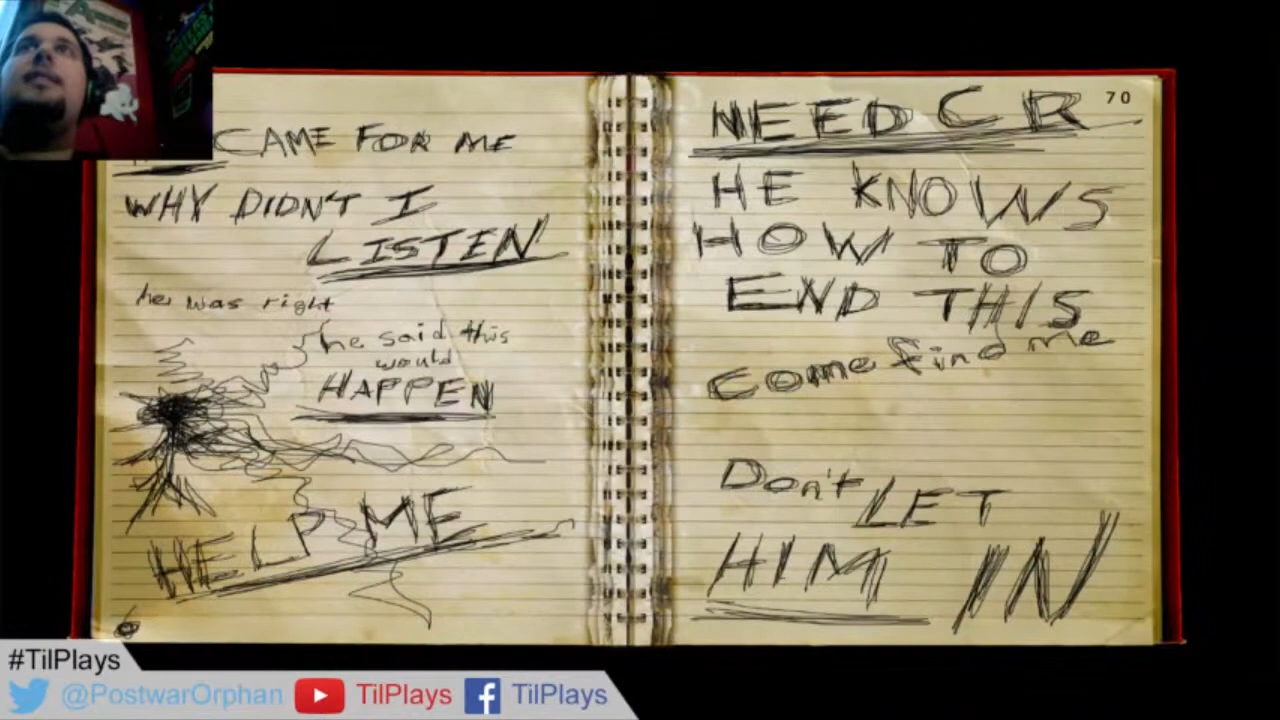 CAME FOR ME
WHY DIDN'T I
LISTEN
he was right
he said this
would
HAPPEN
HELP ME
70
NEED CR
HE KNOWS
HOW TO
END THIS
come find me
Don't LET
HIM IN
#TilPlays
@PostwarOrphan TilPlays TilPlays